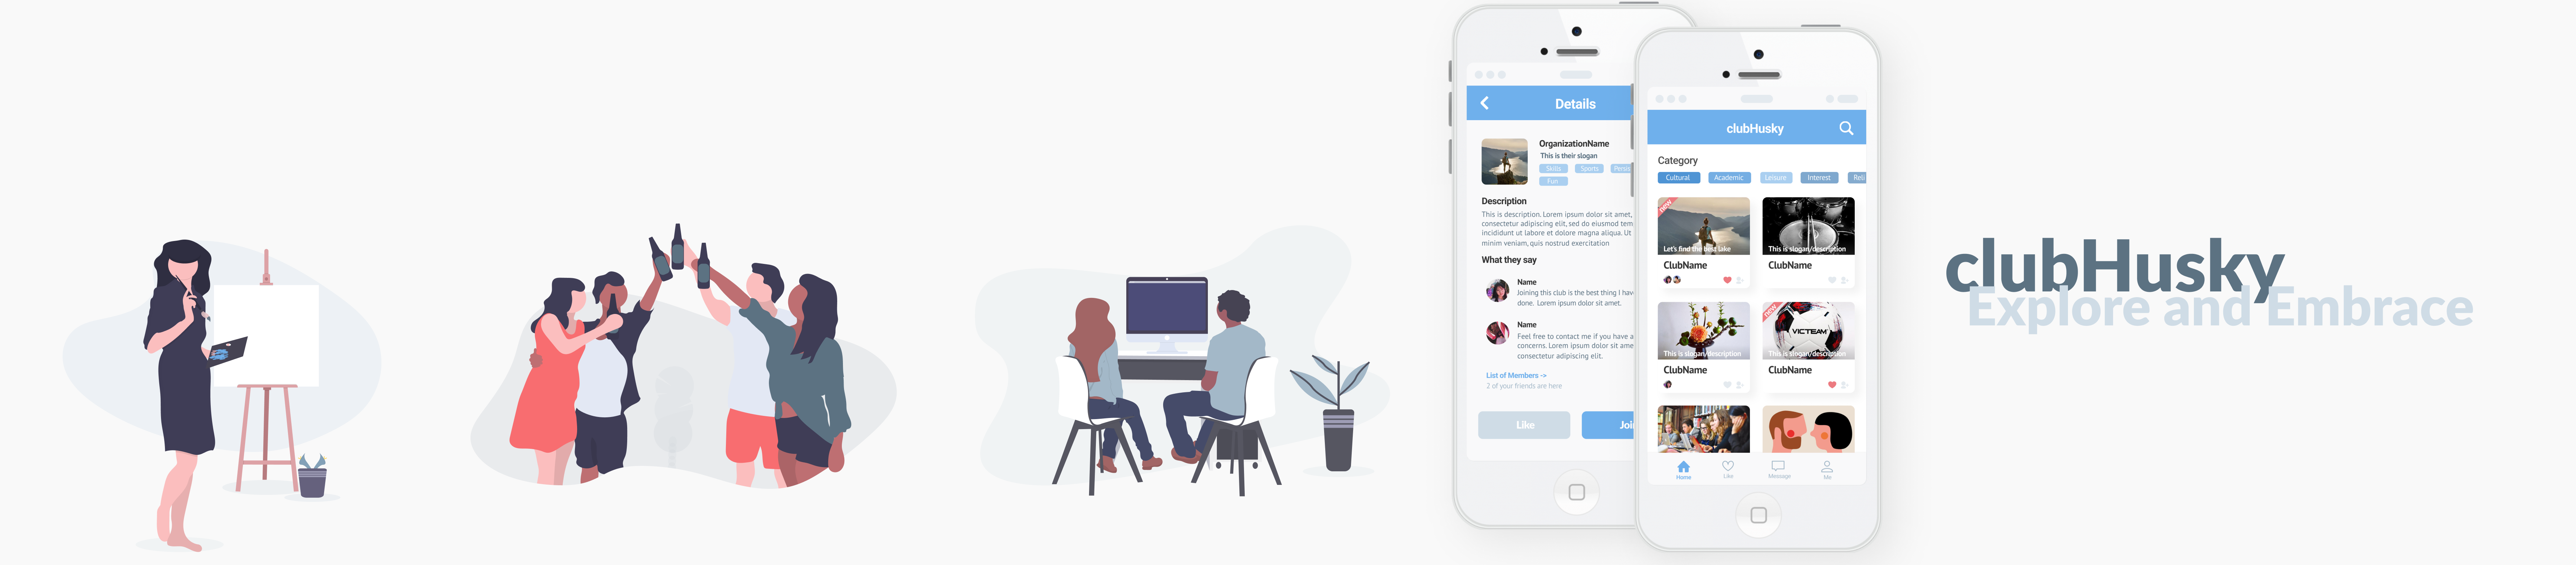 Details
OrganizationName
This is their slogan
Skills Sports
Fun
Description
This is description. Lorem ipsum dolor sit amet,
consectetur adipiscing elit, sed do eiusmod tem
incididunt ut labore et dolore magna aliqua. Ut
minim veniam, quis nostrud exercitation
What they say
Name
Joining this club is the best thing I hav
done. Lorem ipsum dolor sit amet.
Name
Feel free to contact me if you have a
concerns. Lorem ipsum dolor sit ame
consectetur adipiscing elit.
List of Members ->
2 of your friends are here
Like Joi
clubHusky
Category
Cultural Academic Leisure Interest Reli
new
Let's find the best lake
ClubName
This is slogan/description
ClubName
This is slogan/description
ClubName
new
VICTEAM
This is slogan/description
ClubName
Home Like Message Me
clubHusky
Explore and Embrace